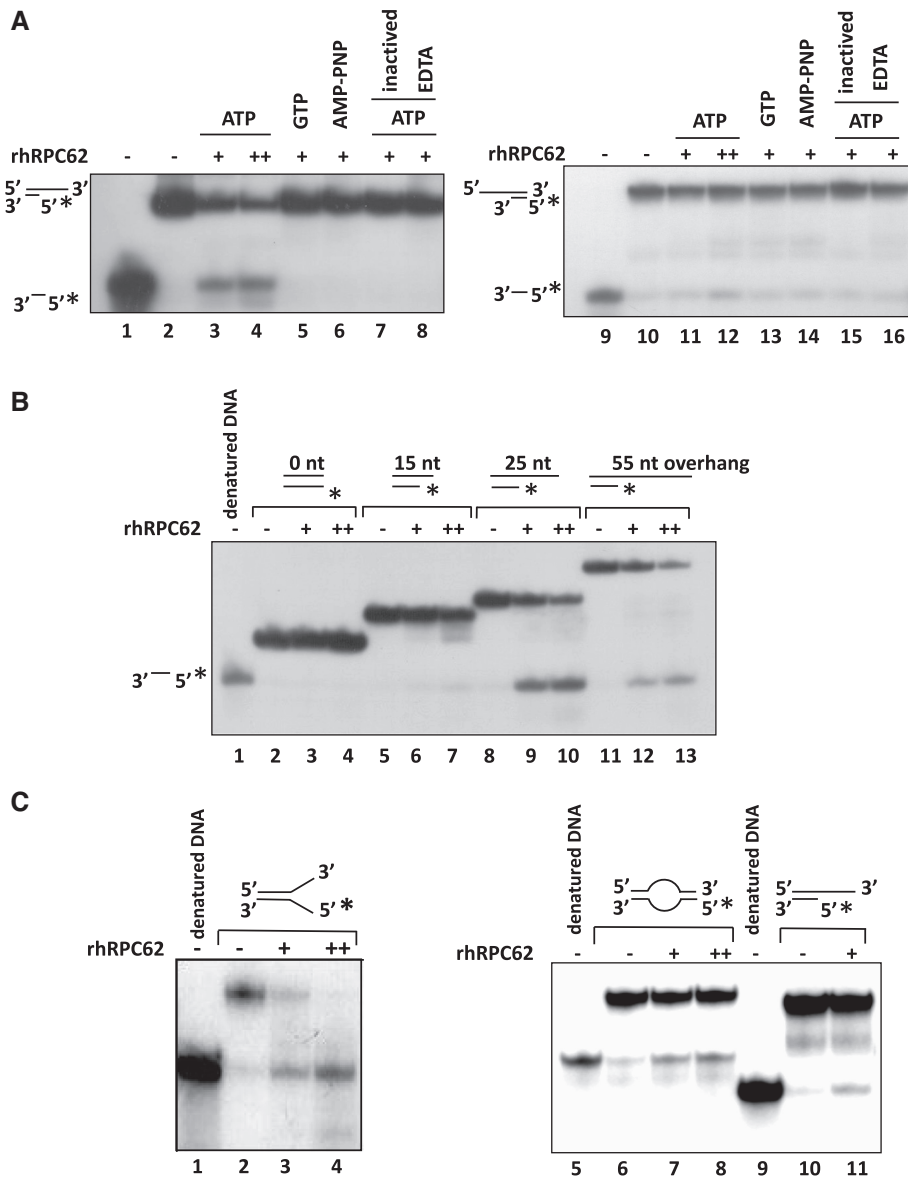 A
inactived
EDTA
GTP
AMP-PNP
ATP
ATP
rhRPC62 - - + ++ + + + +
5’ 3’
3’ 5’*
3’ 5’*
1 2 3 4 5 6 7 8
inactived
EDTA
GTP
AMP-PNP
ATP
ATP
rhRPC62 - - + ++ + + + +
5’ 3’
3’ 5’*
3’ 5’*
9 10 11 12 13 14 15 16
B
denatured DNA
0 nt 15 nt 25 nt 55 nt overhang
* * * *
rhRPC62 - - + ++ - + ++ - + ++ - + ++
3’ 5’*
1 2 3 4 5 6 7 8 9 10 11 12 13
C
denatured DNA
3’
5’
3’ 5’*
rhRPC62 - - + ++
1 2 3 4
denatured DNA
5’ 3’
3’ 5’*
denatured DNA
5’ 3’
3’ 5’*
rhRPC62 - - + ++ - - +
5 6 7 8 9 10 11